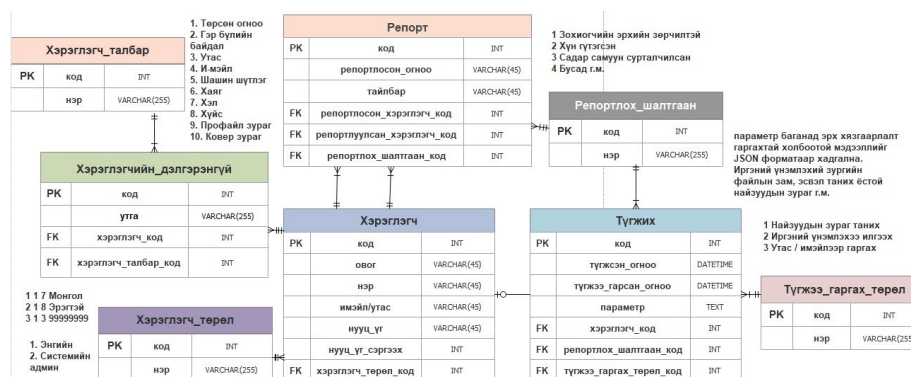 1. Төрсөн огноо
2. Гэр бүлийн
байдал
3. Утас
4. И-мэйл
5. Шашин шүтлэг
6. Хаяг
7. Хэл
8. Хүйс
9. Профайл зураг
10. Ковер зураг
Хэрэглэгч_талбар
PK код INT
нэр VARCHAR(255)
Репорт
PK код INT
репортлосон_огноо VARCHAR(45)
тайлбар VARCHAR(45)
FK репортлосон_хэрэглэгч_код INT
FK репортлуулсан_хэрэглэгч_код INT
FK репортлох_шалтгаан_код INT
1 Зохиогчийн эрхийн зөрчилтэй
2 Хүн гүтгэсэн
3 Садар самуун сурталчилсан
4 Бусад г.м.
Репортлох_шалтгаан
PK код INT
нэр VARCHAR(255)
параметр баганад эрх хязгаарлалт
гаргахтай холбоотой мэдээллийг
JSON форматаар хадгална.
Иргэний үнэмлэхий зургийн
файлын зам, эсвэл таних ёстой
найзуудын зураг г.м.
Хэрэглэгчийн_дэлгэрэнгүй
PK код INT
утга VARCHAR(255)
FK хэрэглэгч_код INT
FK хэрэглэгч_талбар_код INT
Хэрэглэгч
PK код INT
овог VARCHAR(45)
нэр VARCHAR(45)
имэйл/утас VARCHAR(45)
нууц_үг VARCHAR(45)
нууц_үг_сэргээх INT
FK хэрэглэгч_төрөл_код INT
Түгжих
PK код INT
түгжсэн_огноо DATETIME
түгжээ_гарсан_огноо DATETIME
параметр TEXT
FK хэрэглэгч_код INT
FK репортлох_шалтгаан_код INT
FK түгжээ_гаргах_төрөл_код INT
1 Найзуудын зураг таних
2 Иргэний үнэмлэхээ илгээх
3 Утас / имэйлээр гаргах
Түгжээ_гаргах_төрөл
PK код INT
нэр VARCHAR(255)
1 1 7 Монгол
2 1 8 Эрэгтэй
3 1 3 99999999
1. Энгийн
2. Системийн
админ
Хэрэглэгч_төрөл
PK код INT
нэр VARCHAR(255)